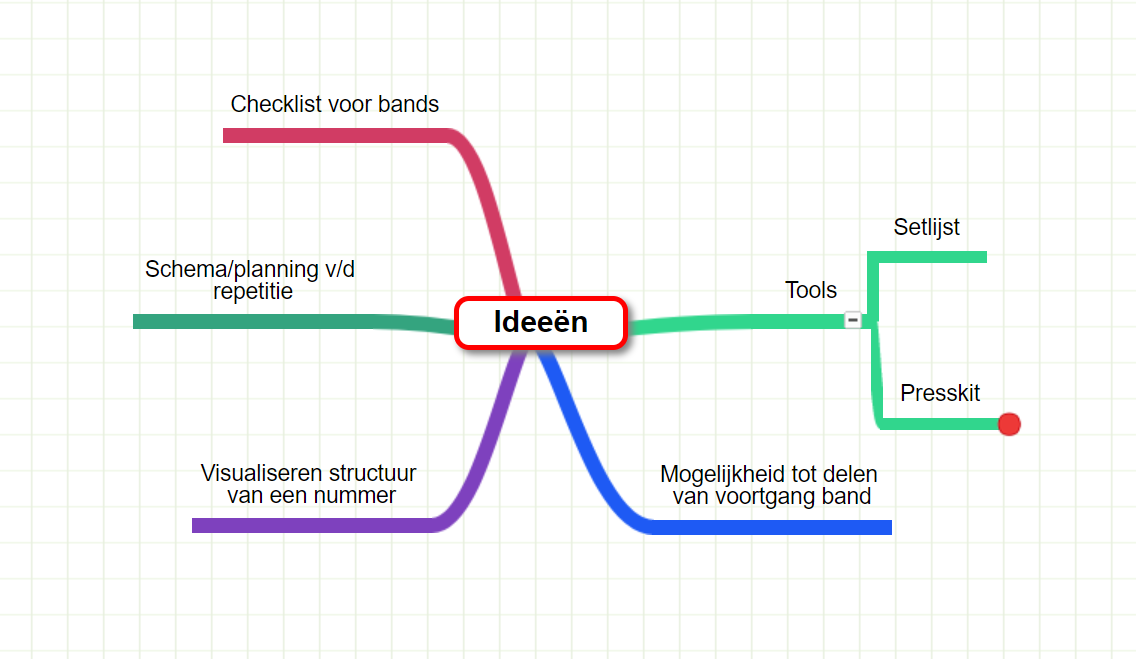 Checklist voor bands
Setlijst
Schema/planning v/d
repetitie
Tools
Ideeën
Presskit
Visualiseren structuur
van een nummer
Mogelijkheid tot delen
van voortgang band